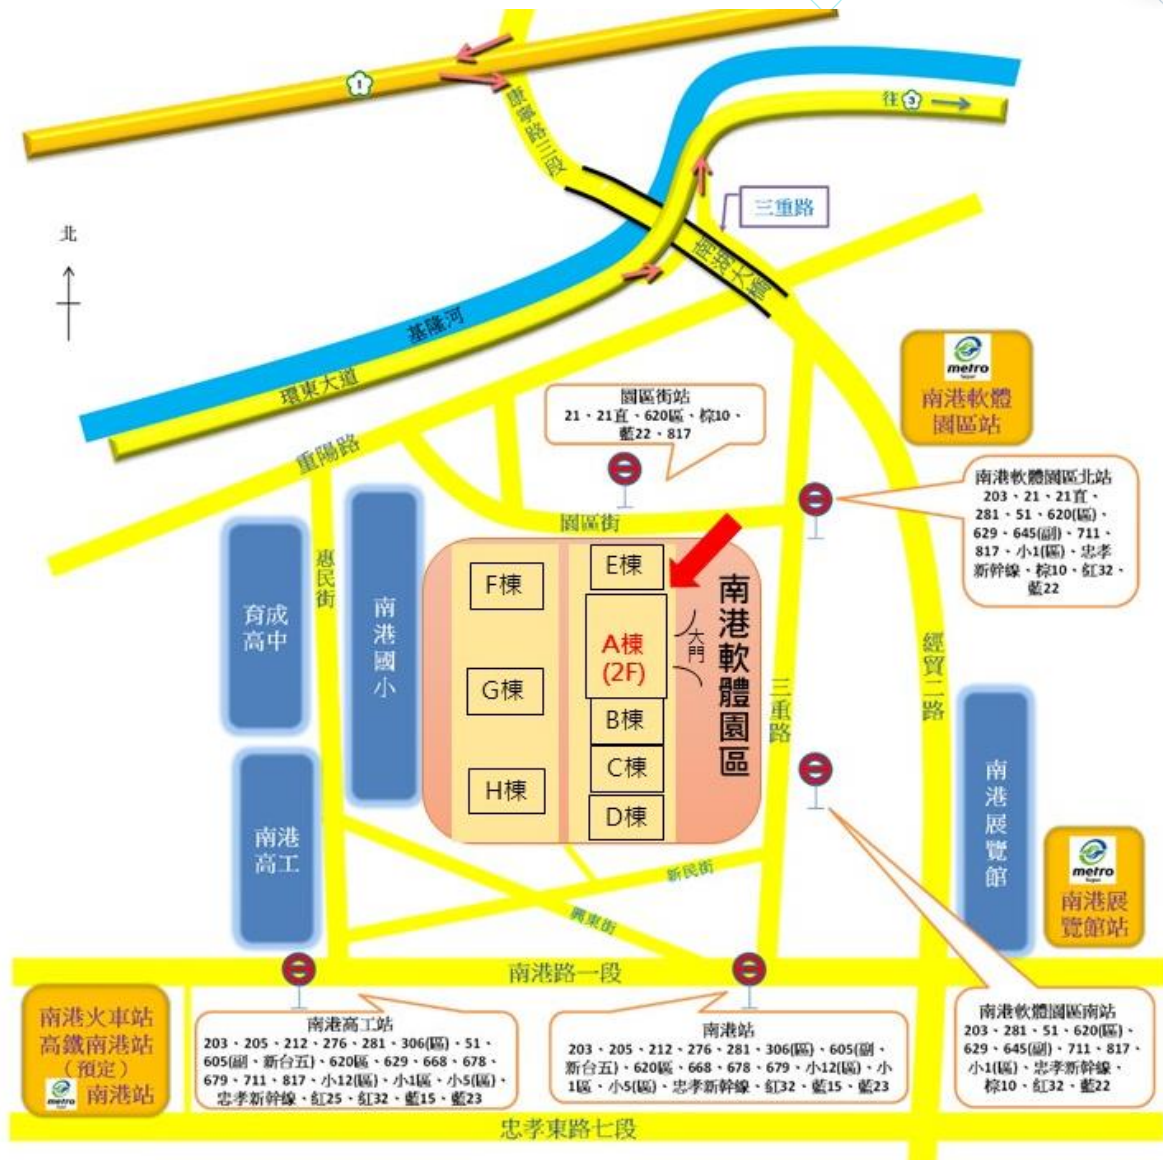 1
往 3
康寧路三段
三重路
北
南湖大橋
基隆河
環東大道
metro
Taipei
南港軟體
園區站
園區街站
21、21直、620區、棕10、
藍22、817
重陽路
南港軟體園區北站
203、21、21直、
281、51、620(區)、
629、645(副)、711、
817、小1(區)、忠孝
新幹線、棕10、紅32、
藍22
園區街
惠民街
育成
高中
南港國小
E棟
F棟
A棟
(2F)
大門
南港軟體園區
G棟
B棟
C棟
H棟
D棟
三重路
經貿二路
南港
高工
南港展覽館
metro
Taipei
南港展
覽館站
新民街
興東街
南港路一段
南港火車站
高鐵南港站
(預定)
metro
Taipei
南港站
南港高工站
203、205、212、276、281、306(區)、51、
605(副、新台五)、620區、629、668、678、
679、711、817、小12(區)、小1區、小5(區)、
忠孝新幹線、紅25、紅32、藍15、藍23
南港站
203、205、212、276、281、306(區)、605(副、
新台五)、620區、668、678、679、小12(區)、小
1區、小5(區)、忠孝新幹線、紅32、藍15、藍23
南港軟體園區南站
203、281、51、620(區)、
629、645(副)、711、817、
小1(區)、忠孝新幹線、
棕10、紅32、藍22
忠孝東路七段